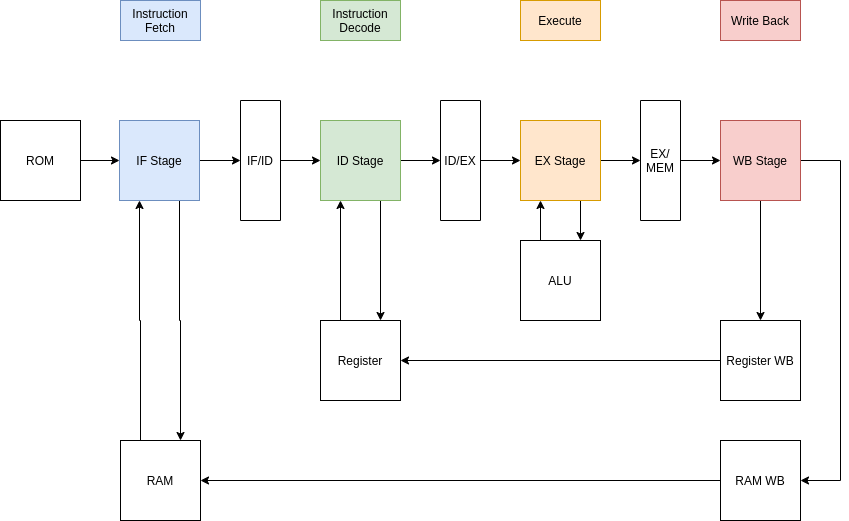 Instruction
Fetch
Instruction
Decode
Execute
Write Back
ROM
IF Stage
IF/ID
ID Stage
ID/EX
EX Stage
EX/
MEM
WB Stage
ALU
Register
Register WB
RAM
RAM WB